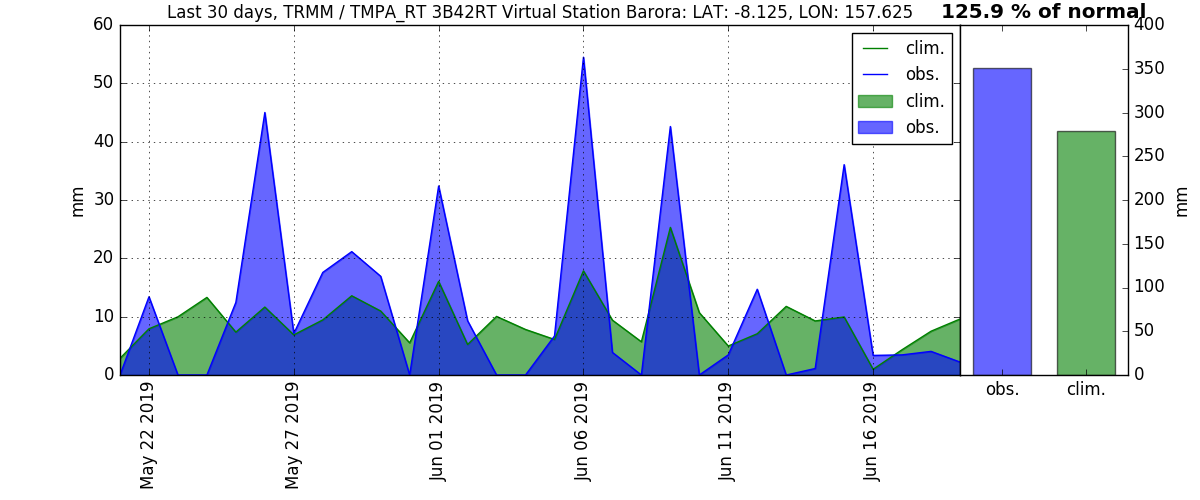 Last 30 days, TRMM / TMPA_RT 3B42RT Virtual Station Barora: LAT: -8.125, LON: 157.625
125.9 % of normal
60
50
40
30
20
10
0
mm
clim.
obs.
clim.
obs.
May 22 2019
May 27 2019
Jun 01 2019
Jun 06 2019
Jun 11 2019
Jun 16 2019
400
350
300
250
200
150
100
50
0
mm
obs.
clim.